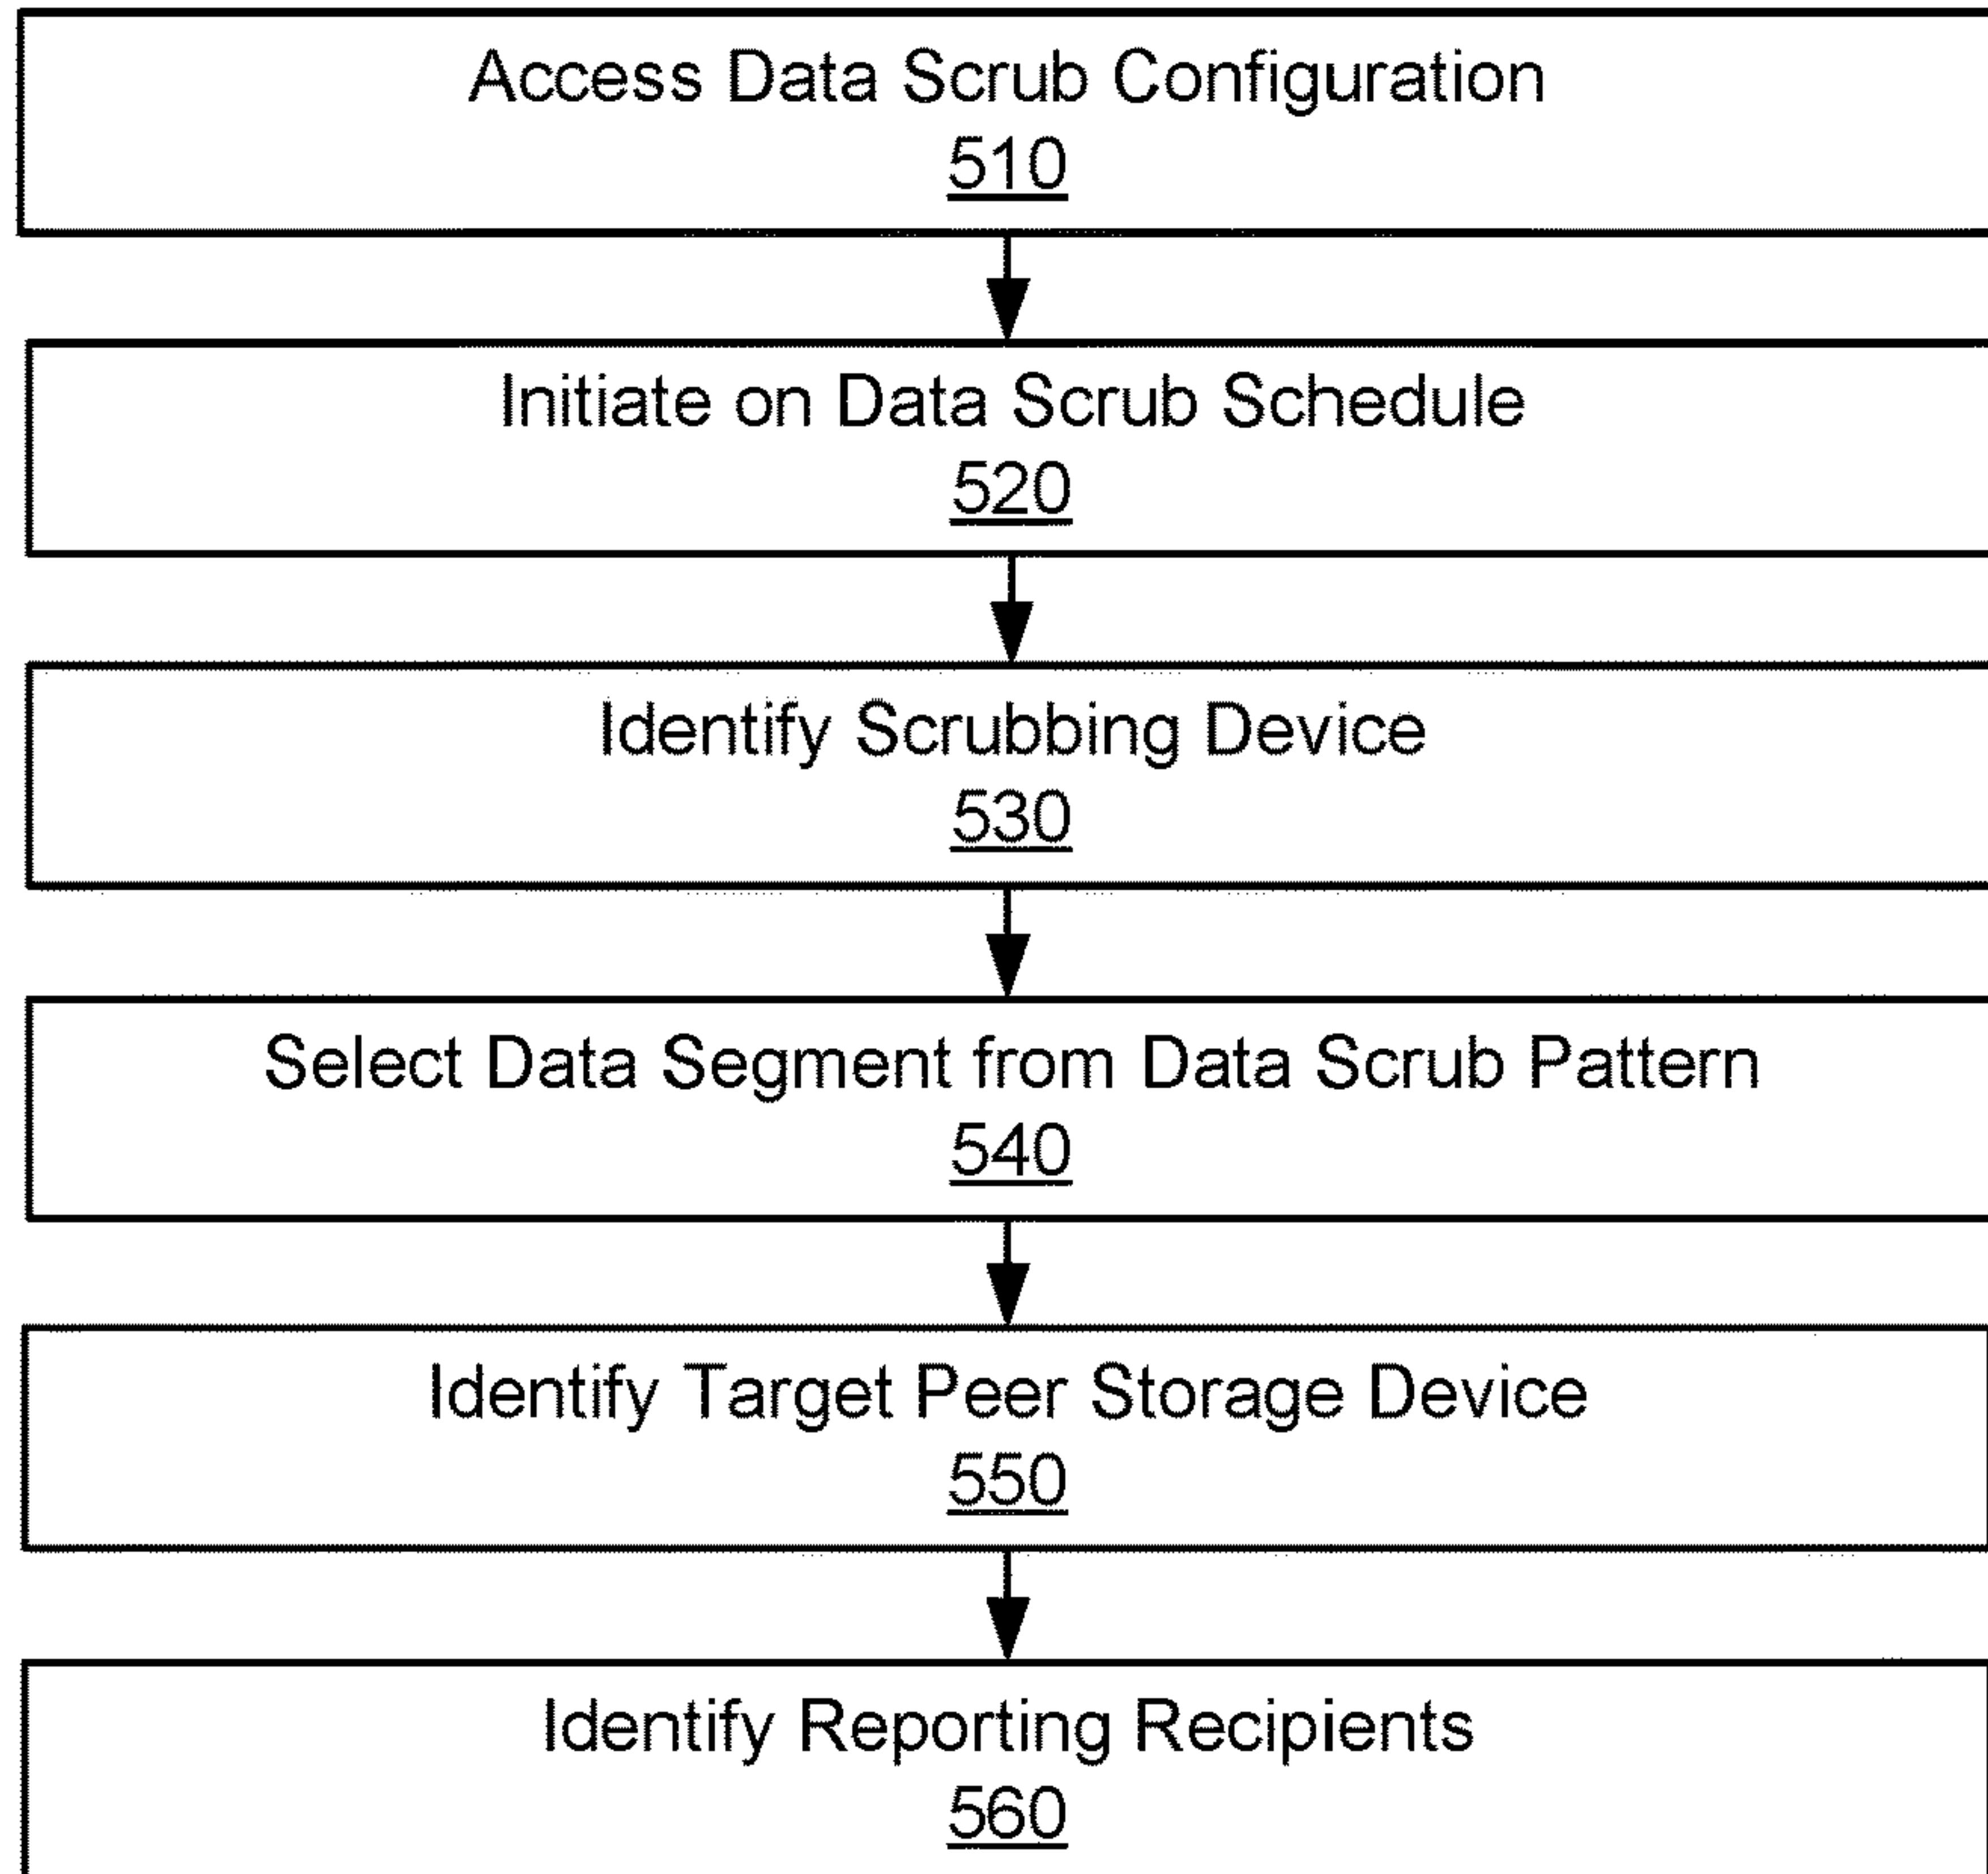 Access Data Scrub Configuration
510
Initiate on Data Scrub Schedule
520
Identify Scrubbing Device
530
Select Data Segment from Data Scrub Pattern
540
Identify Target Peer Storage Device
550
Identify Reporting Recipients
560